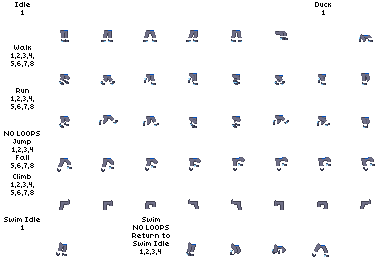 Idle
1
Duck
1
Walk
1,2,3,4,
5,6,7,8
Run
1,2,3,4,
5,6,7,8
NO LOOPS
Jump
1,2,3,4
Fall
5,6,7,8
Climb
1,2,3,4,
5,6,7,8
Swim Idle
1
Swim
NO LOOPS
Return to
Swim Idle
1,2,3,4